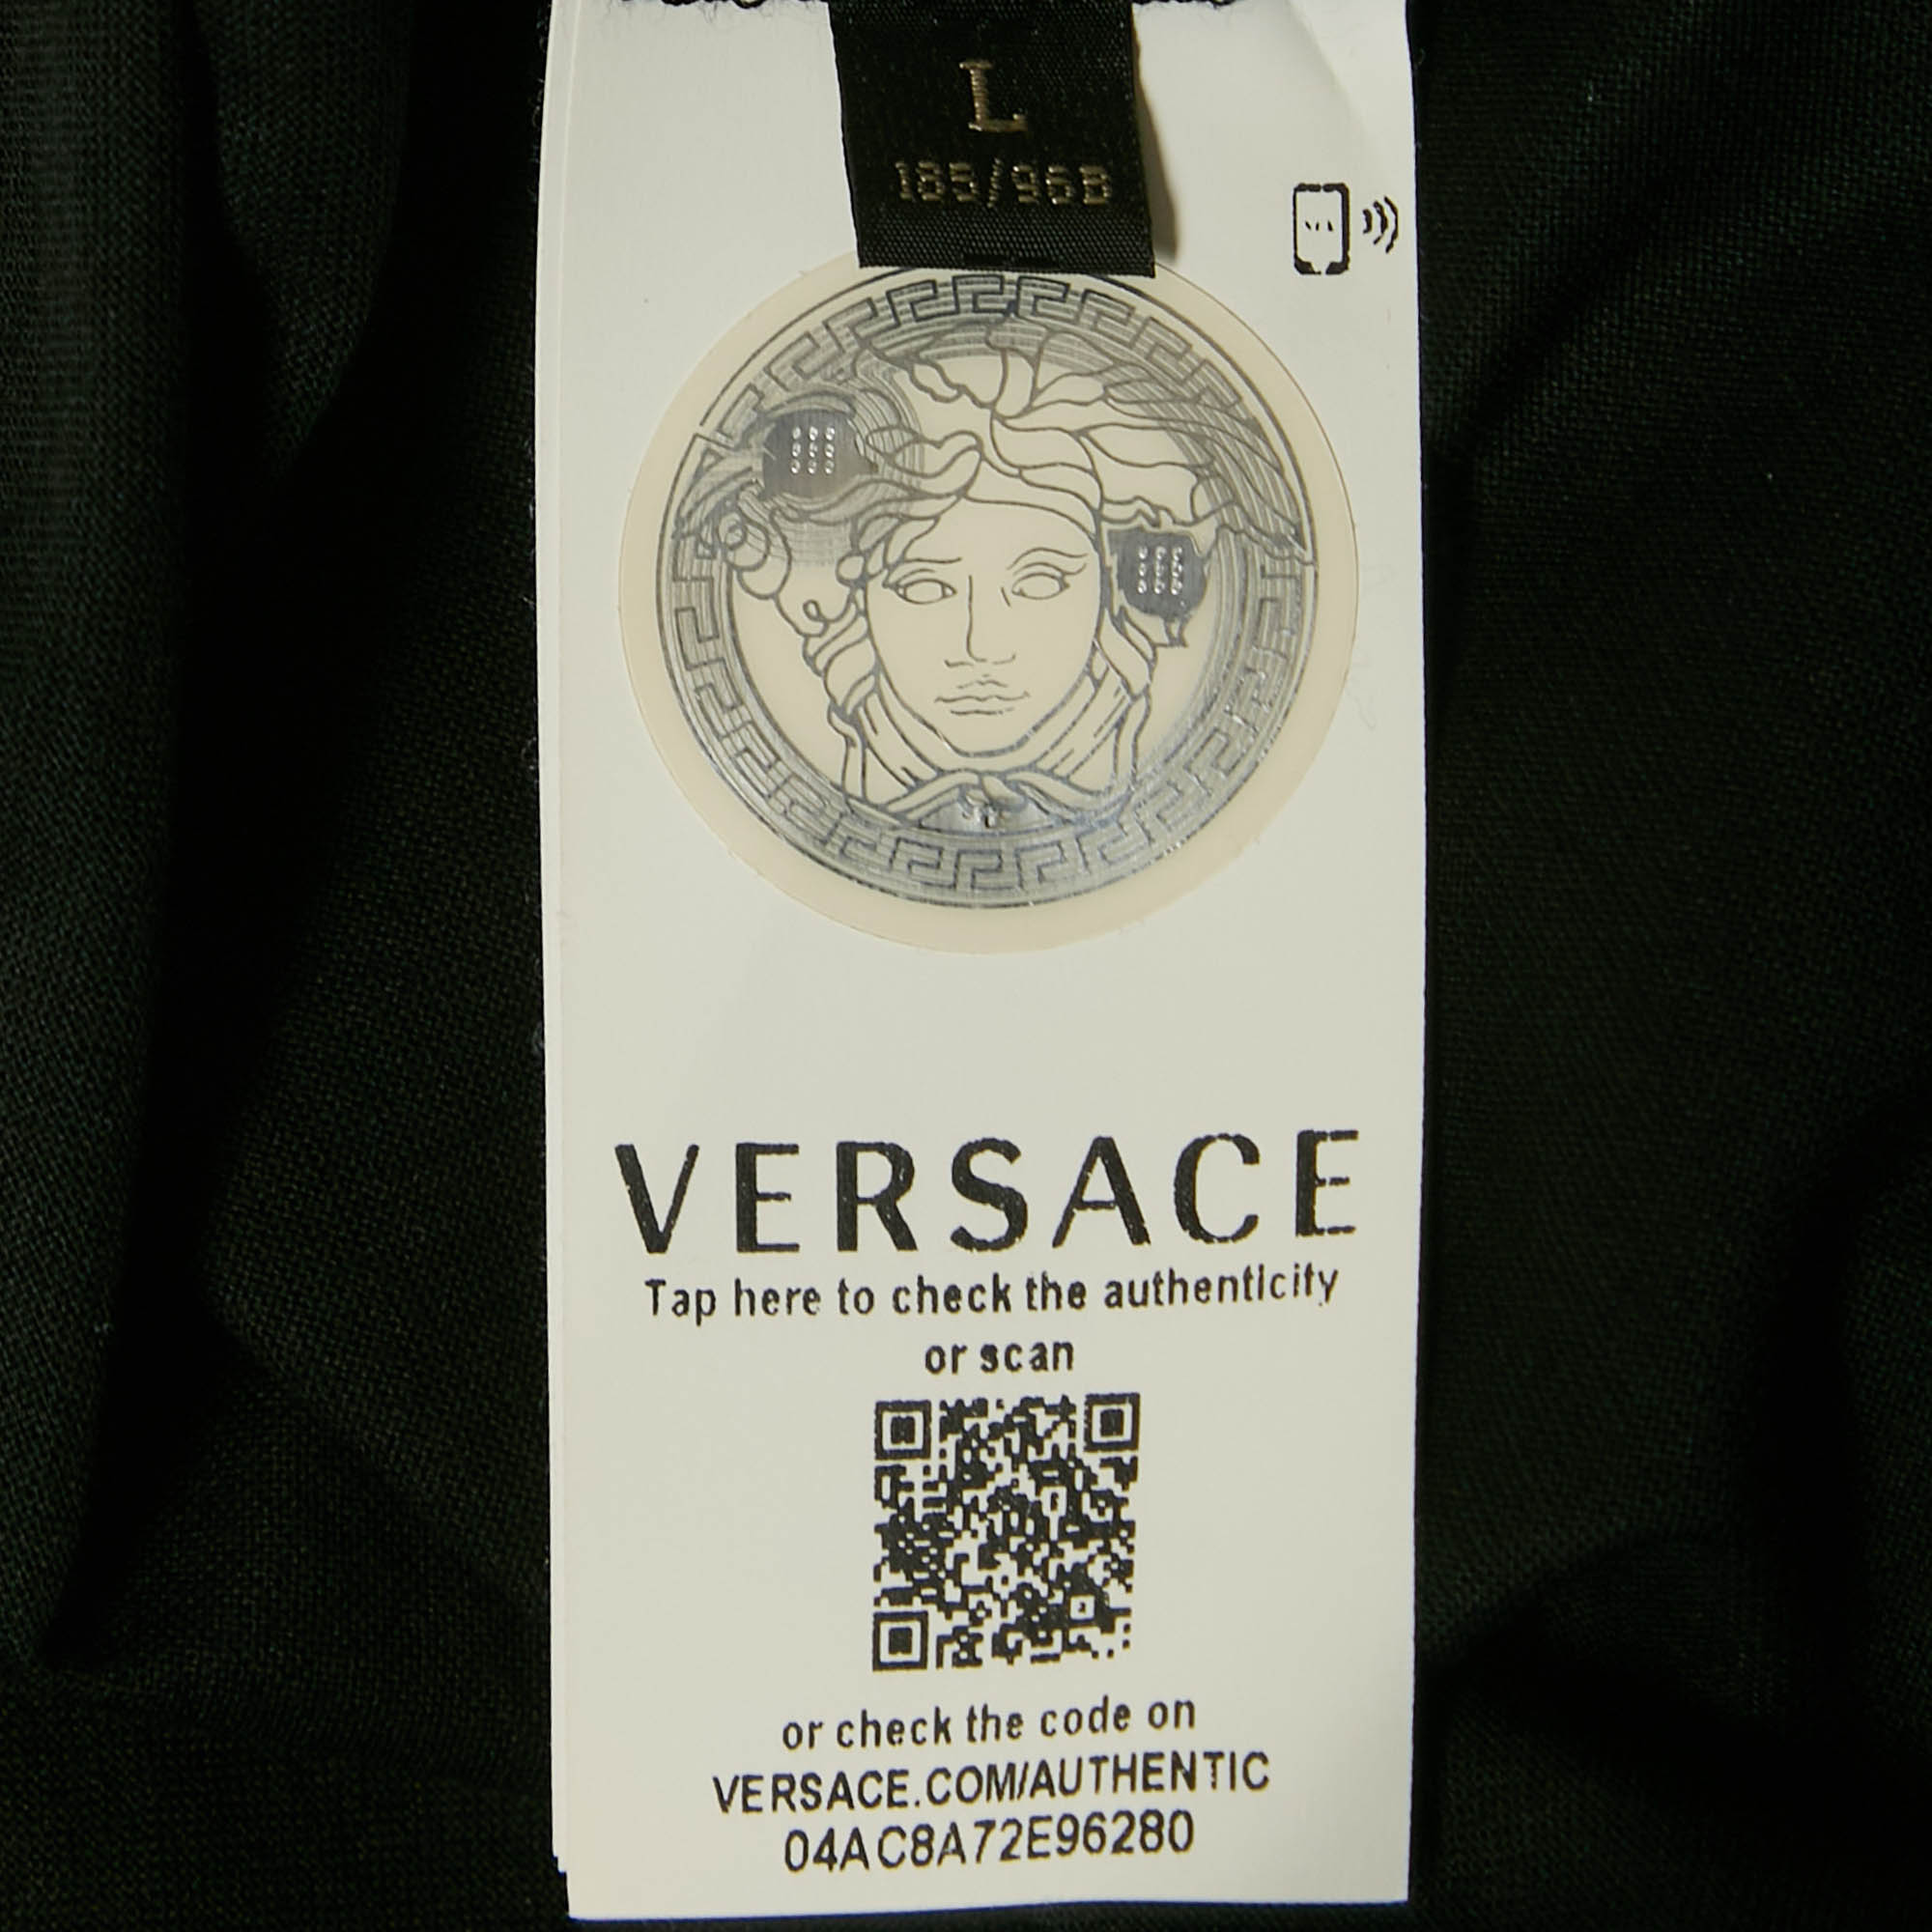 L
185/96B
VERSACE
Tap here to check the authenticity
or scan
or check the code on
VERSACE.COM/AUTHENTIC
04AC8A72E96280